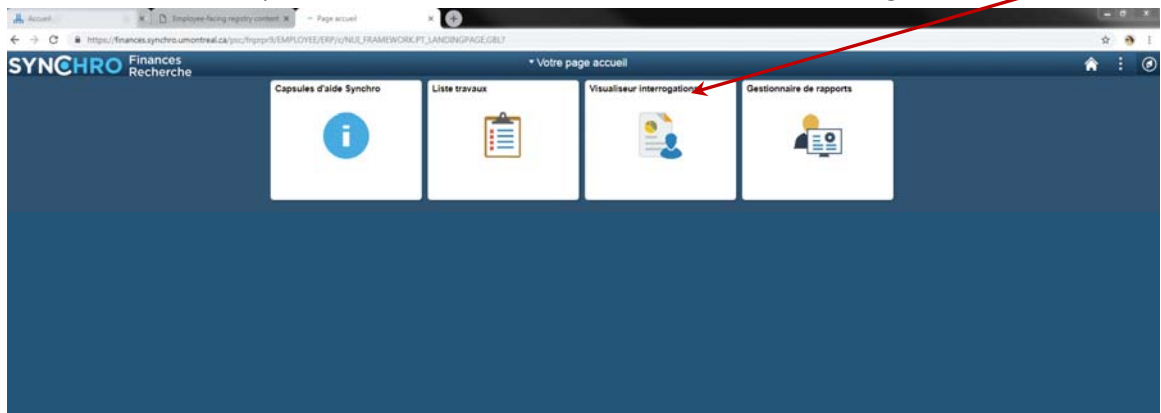 Accueil
Employee-facing registry content
Page accueil
https://finances.synchro.umontreal.ca/psc/fnprpr9/EMPLOYEE/ERP/c/NUI_FRAMEWORK.PT_LANDINGPAGE.GBL?
SYNCHRO Finances Recherche
Votre page accueil
Capsules d'aide Synchro
Liste travaux
Visualiseur interrogations
Gestionnaire de rapports